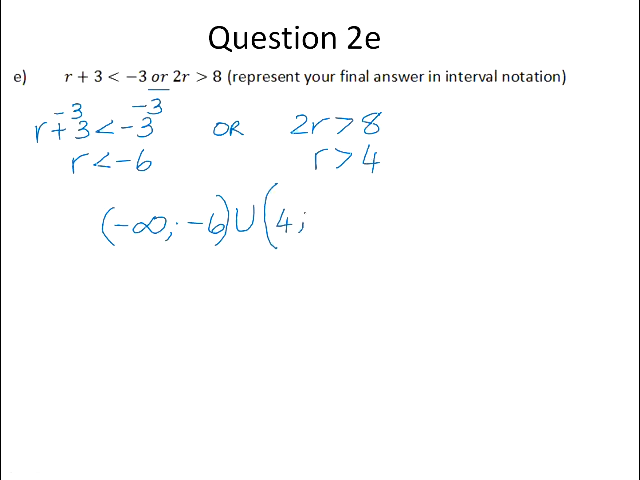 Question 2e
e) r + 3 < −3 or 2r > 8 (represent your final answer in interval notation)
−3 −3
r+3<−3 OR 2r>8
r<−6 r>4
(−∞;−6)∪(4;